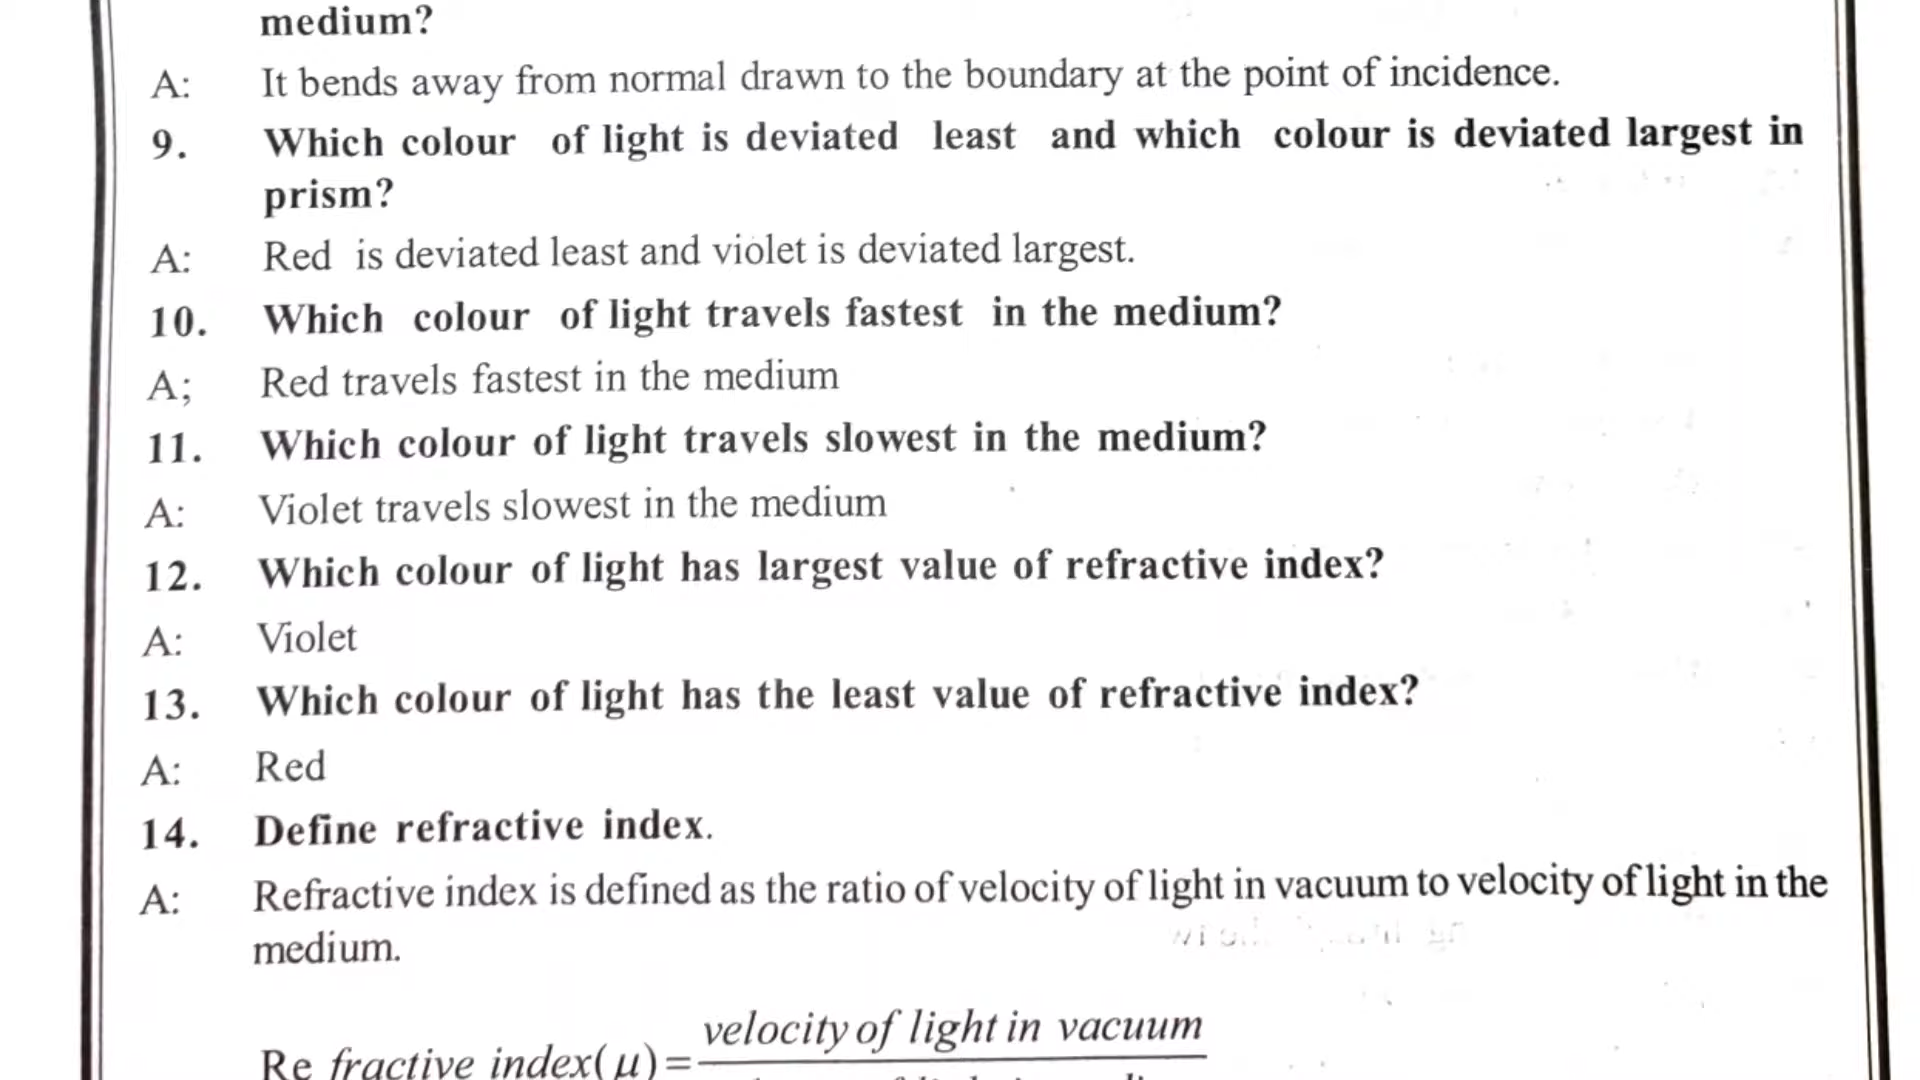 medium?
A: It bends away from normal drawn to the boundary at the point of incidence.
9. Which colour of light is deviated least and which colour is deviated largest in
prism?
A: Red is deviated least and violet is deviated largest.
10. Which colour of light travels fastest in the medium?
A; Red travels fastest in the medium
11. Which colour of light travels slowest in the medium?
A: Violet travels slowest in the medium
12. Which colour of light has largest value of refractive index?
A: Violet
13. Which colour of light has the least value of refractive index?
A: Red
14. Define refractive index.
A: Refractive index is defined as the ratio of velocity of light in vacuum to velocity of light in the
medium.
velocity of light in vacuum
Re fractive index(μ)=